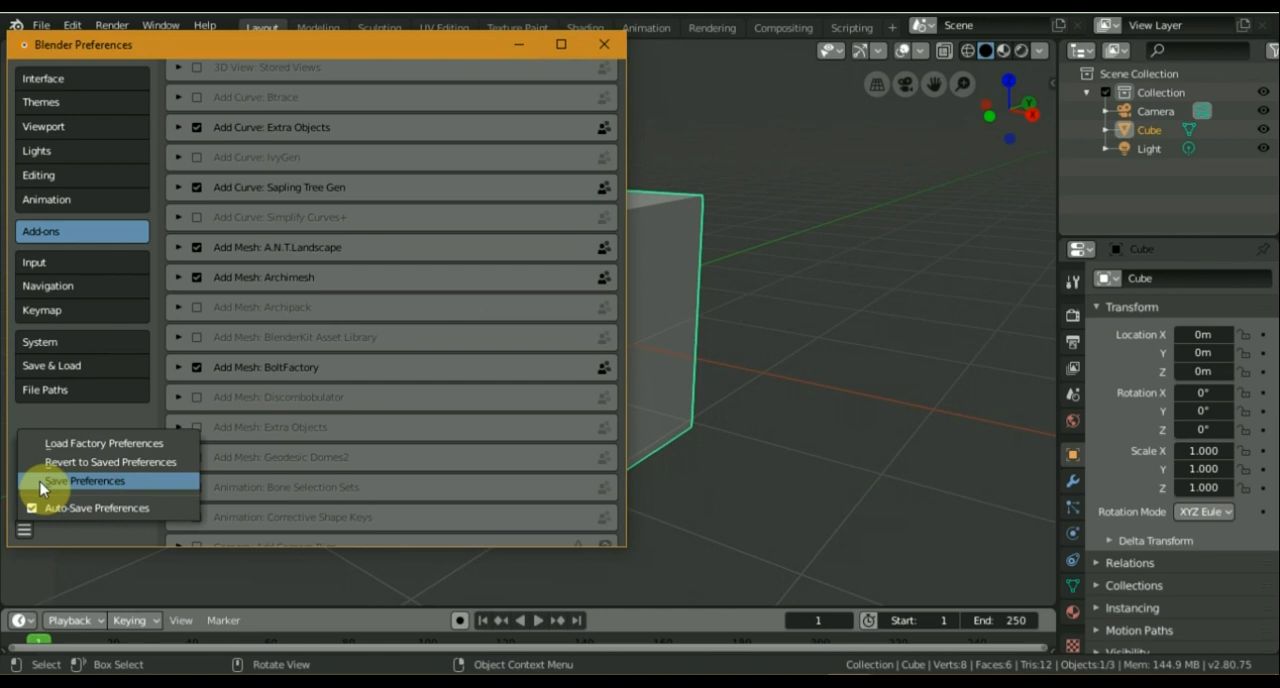 File Edit Render Window Help Layout Modeling Sculpting UV Editing Texture Paint Shading Animation Rendering Compositing Scripting + Scene View Layer
Blender Preferences
Interface
Themes
Viewport
Lights
Editing
Animation
Add-ons
Input
Navigation
Keymap
System
Save & Load
File Paths
Load Factory Preferences
Revert to Saved Preferences
Save Preferences
Auto-Save Preferences
3D View: Stored Views
Add Curve: Btrace
Add Curve: Extra Objects
Add Curve: IvyGen
Add Curve: Sapling Tree Gen
Add Curve: Simplify Curves+
Add Mesh: A.N.T.Landscape
Add Mesh: Archimesh
Add Mesh: Archipack
Add Mesh: BlenderKit Asset Library
Add Mesh: BoltFactory
Add Mesh: Discombobulator
Add Mesh: Extra Objects
Add Mesh: Geodesic Domes2
Animation: Bone Selection Sets
Animation: Corrective Shape Keys
Z
Y
X
Scene Collection
Collection
Camera
Cube
Light
Cube
Cube
Transform
Location X 0m
Y 0m
Z 0m
Rotation X 0°
Y 0°
Z 0°
Scale X 1.000
Y 1.000
Z 1.000
Rotation Mode XYZ Eule
Delta Transform
Relations
Collections
Instancing
Motion Paths
Visibility
Playback Keying View Marker 1 Start: 1 End: 250
Select Box Select Rotate View Object Context Menu Collection | Cube | Verts:8 | Faces:6 | Tris:12 | Objects:1/3 | Mem: 144.9 MB | v2.80.75